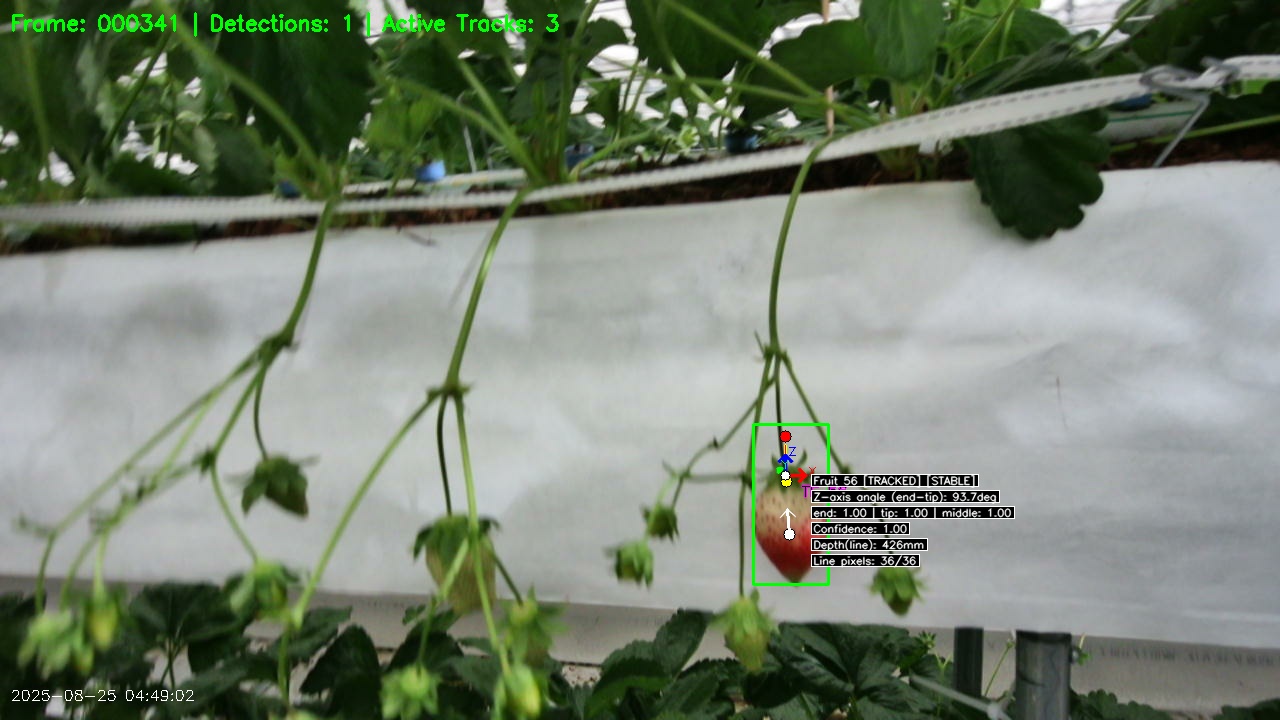 Frame: 000341 | Detections: 1 | Active Tracks: 3
Z
Fruit 56 [TRACKED] [STABLE]
Z-axis angle (end-tip): 93.7deg
end: 1.00 | tip: 1.00 | middle: 1.00
Confidence: 1.00
Depth(line): 426mm
Line pixels: 36/36
2025-08-25 04:49:02